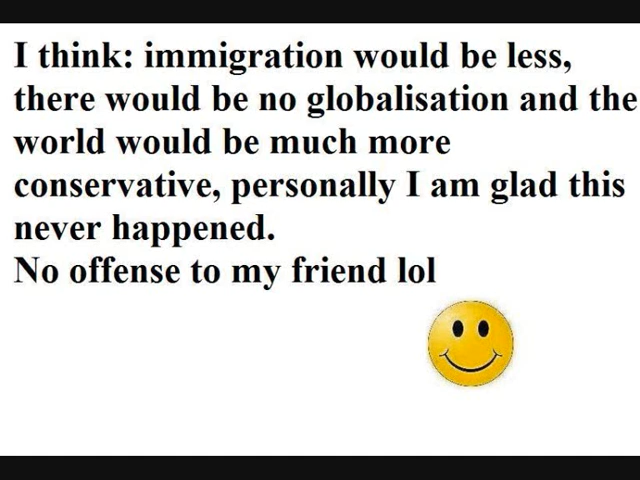 I think: immigration would be less,
there would be no globalisation and the
world would be much more
conservative, personally I am glad this
never happened.
No offense to my friend lol